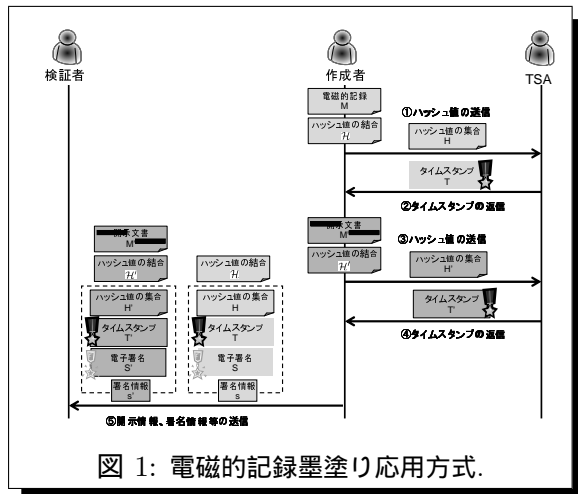 検証者
作成者
TSA
電磁的記録
M
ハッシュ値の結合
H
①ハッシュ値の送信
ハッシュ値の集合
H
タイムスタンプ
T
②タイムスタンプの返信
開示文書
M'
ハッシュ値の結合
H'
③ハッシュ値の送信
ハッシュ値の集合
H'
タイムスタンプ
T'
④タイムスタンプの返信
開示文書
M'
ハッシュ値の結合
H'
ハッシュ値の集合
H'
タイムスタンプ
T'
電子署名
S'
署名情報
s'
ハッシュ値の結合
H
ハッシュ値の集合
H
タイムスタンプ
T
電子署名
S
署名情報
s
⑤開示情報、署名情報等の送信
図 1: 電磁的記録墨塗り応用方式.